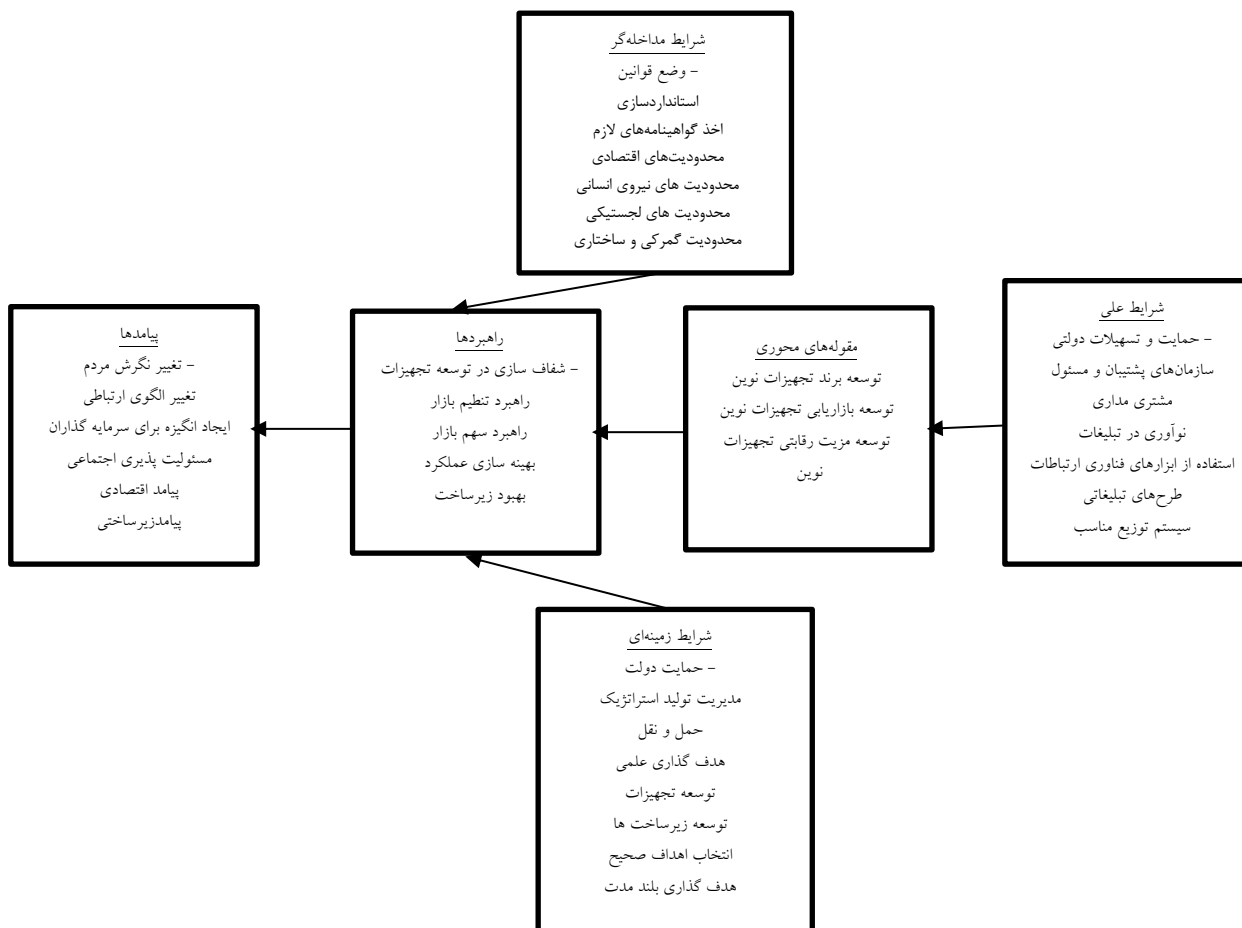 شرایط مداخله‌گر
– وضع قوانین
استانداردسازی
اخذ گواهینامه‌های لازم
محدودیت‌های اقتصادی
محدودیت های نیروی انسانی
محدودیت های لجستیکی
محدودیت گمرکی و ساختاری
شرایط علی
– حمایت و تسهیلات دولتی
سازمان‌های پشتیبان و مسئول
مشتری مداری
نوآوری در تبلیغات
استفاده از ابزارهای فناوری ارتباطات
طرح‌های تبلیغاتی
سیستم توزیع مناسب
مقوله‌های محوری
توسعه برند تجهیزات نوین
توسعه بازاریابی تجهیزات نوین
توسعه مزیت رقابتی تجهیزات
نوین
راهبردها
– شفاف سازی در توسعه تجهیزات
راهبرد تنطیم بازار
راهبرد سهم بازار
بهینه سازی عملکرد
بهبود زیرساخت
پیامدها
– تغییر نگرش مردم
تغییر الگوی ارتباطی
ایجاد انگیزه برای سرمایه گذاران
مسئولیت پذیری اجتماعی
پیامد اقتصادی
پیامدزیرساختی
شرایط زمینه‌ای
– حمایت دولت
مدیریت تولید استراتژیک
حمل و نقل
هدف گذاری علمی
توسعه تجهیزات
توسعه زیرساخت ها
انتخاب اهداف صحیح
هدف گذاری بلند مدت